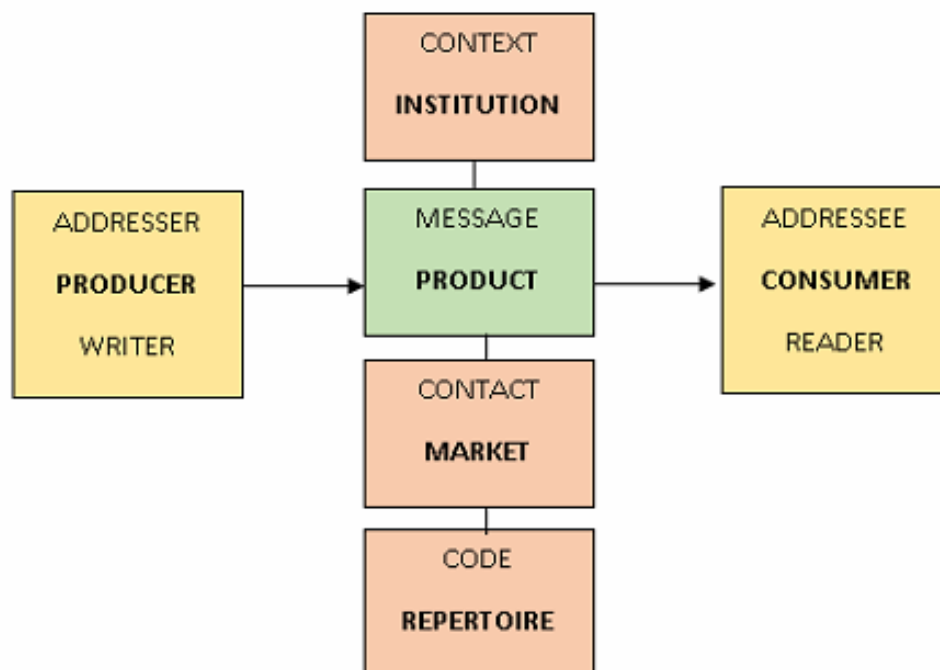 CONTEXT
INSTITUTION
ADDRESSER
PRODUCER
WRITER
MESSAGE
PRODUCT
ADDRESSEE
CONSUMER
READER
CONTACT
MARKET
CODE
REPERTOIRE